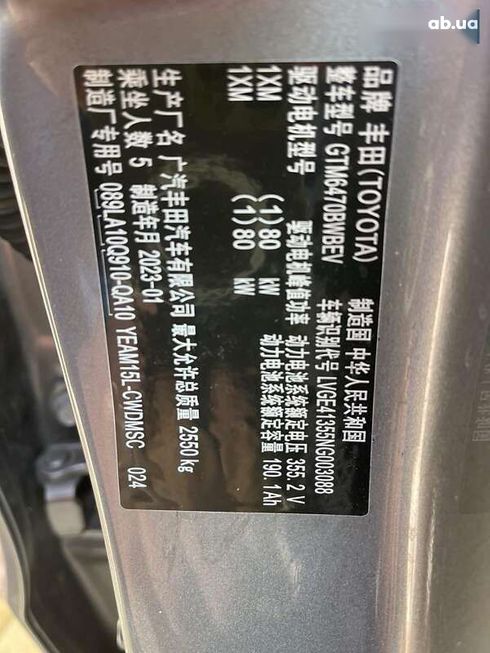 ab.ua
品牌 丰田(TOYOTA) 制造国 中华人民共和国
整车型号 GTM6470BWBEV 车辆识别代号 LVGE41355NG003088
驱动电机型号 驱动电机峰值功率 动力电池系统额定电压 355.2 V
1XM (1)80 kW 动力电池系统额定容量 190.1Ah
1XM (1)80 kW
生产厂名 广汽丰田汽车有限公司 最大允许总质量 2550kg
乘坐人数 5 制造年月 2023-01
制造厂专用号 089LA10Q910-QA10 YEAM15L-CWDMSC 024